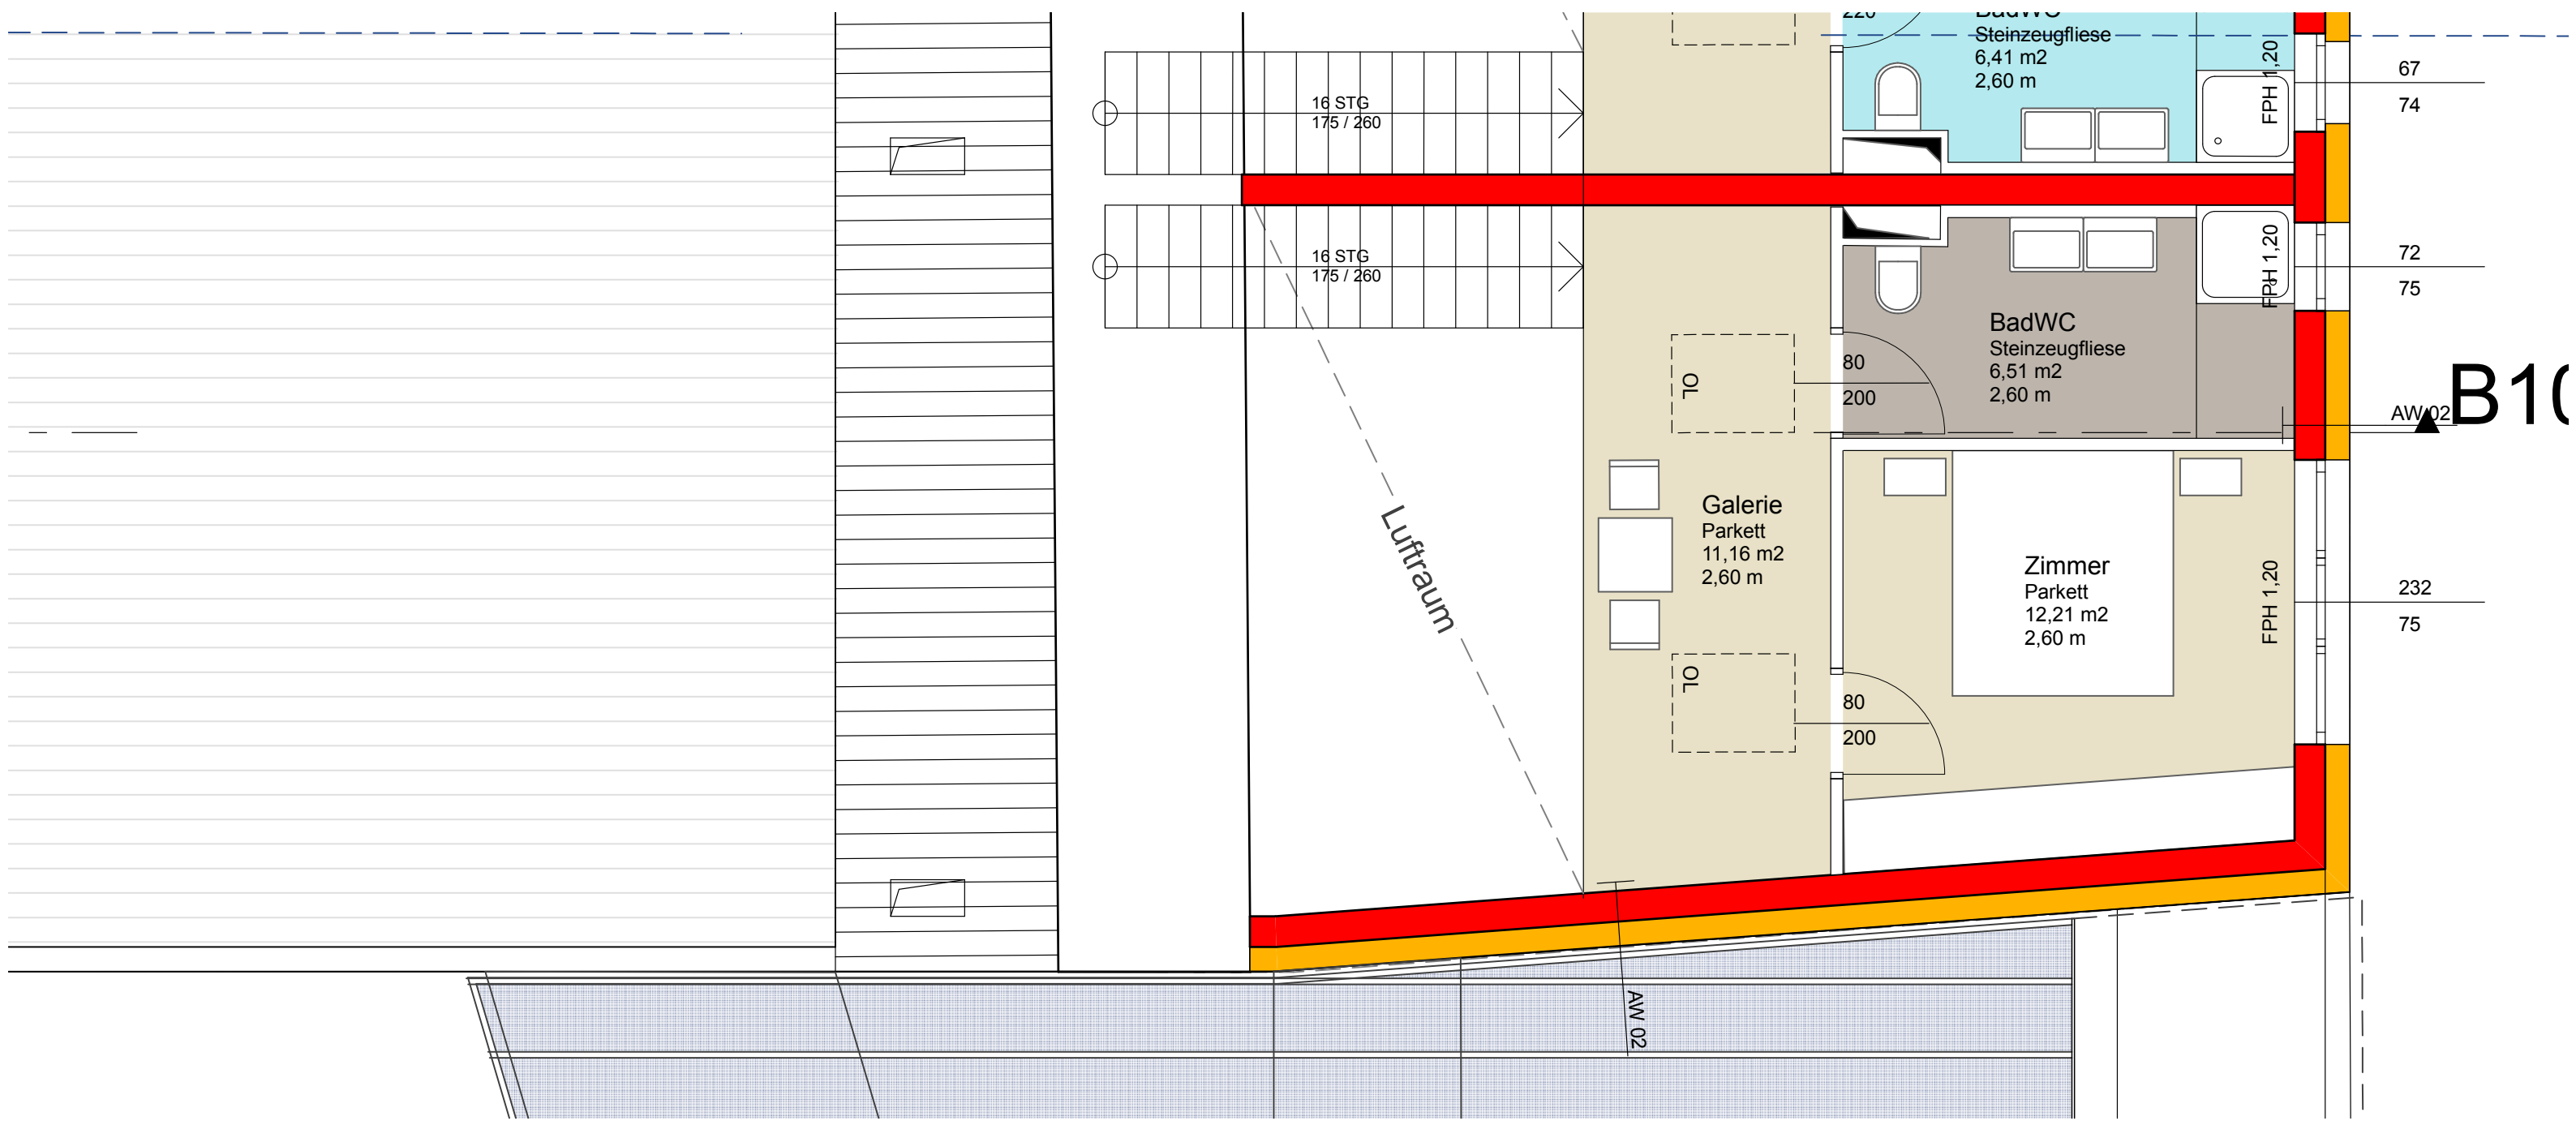 BadWC
Steinzeugfliese
6,41 m2
2,60 m
220
FPH 1,20
67
74
16 STG
175 / 260
16 STG
175 / 260
FPH 1,20
72
75
BadWC
Steinzeugfliese
6,51 m2
2,60 m
80
200
OL
AW 02
B10
Galerie
Parkett
11,16 m2
2,60 m
Luftraum
Zimmer
Parkett
12,21 m2
2,60 m
FPH 1,20
232
75
OL
80
200
AW 02